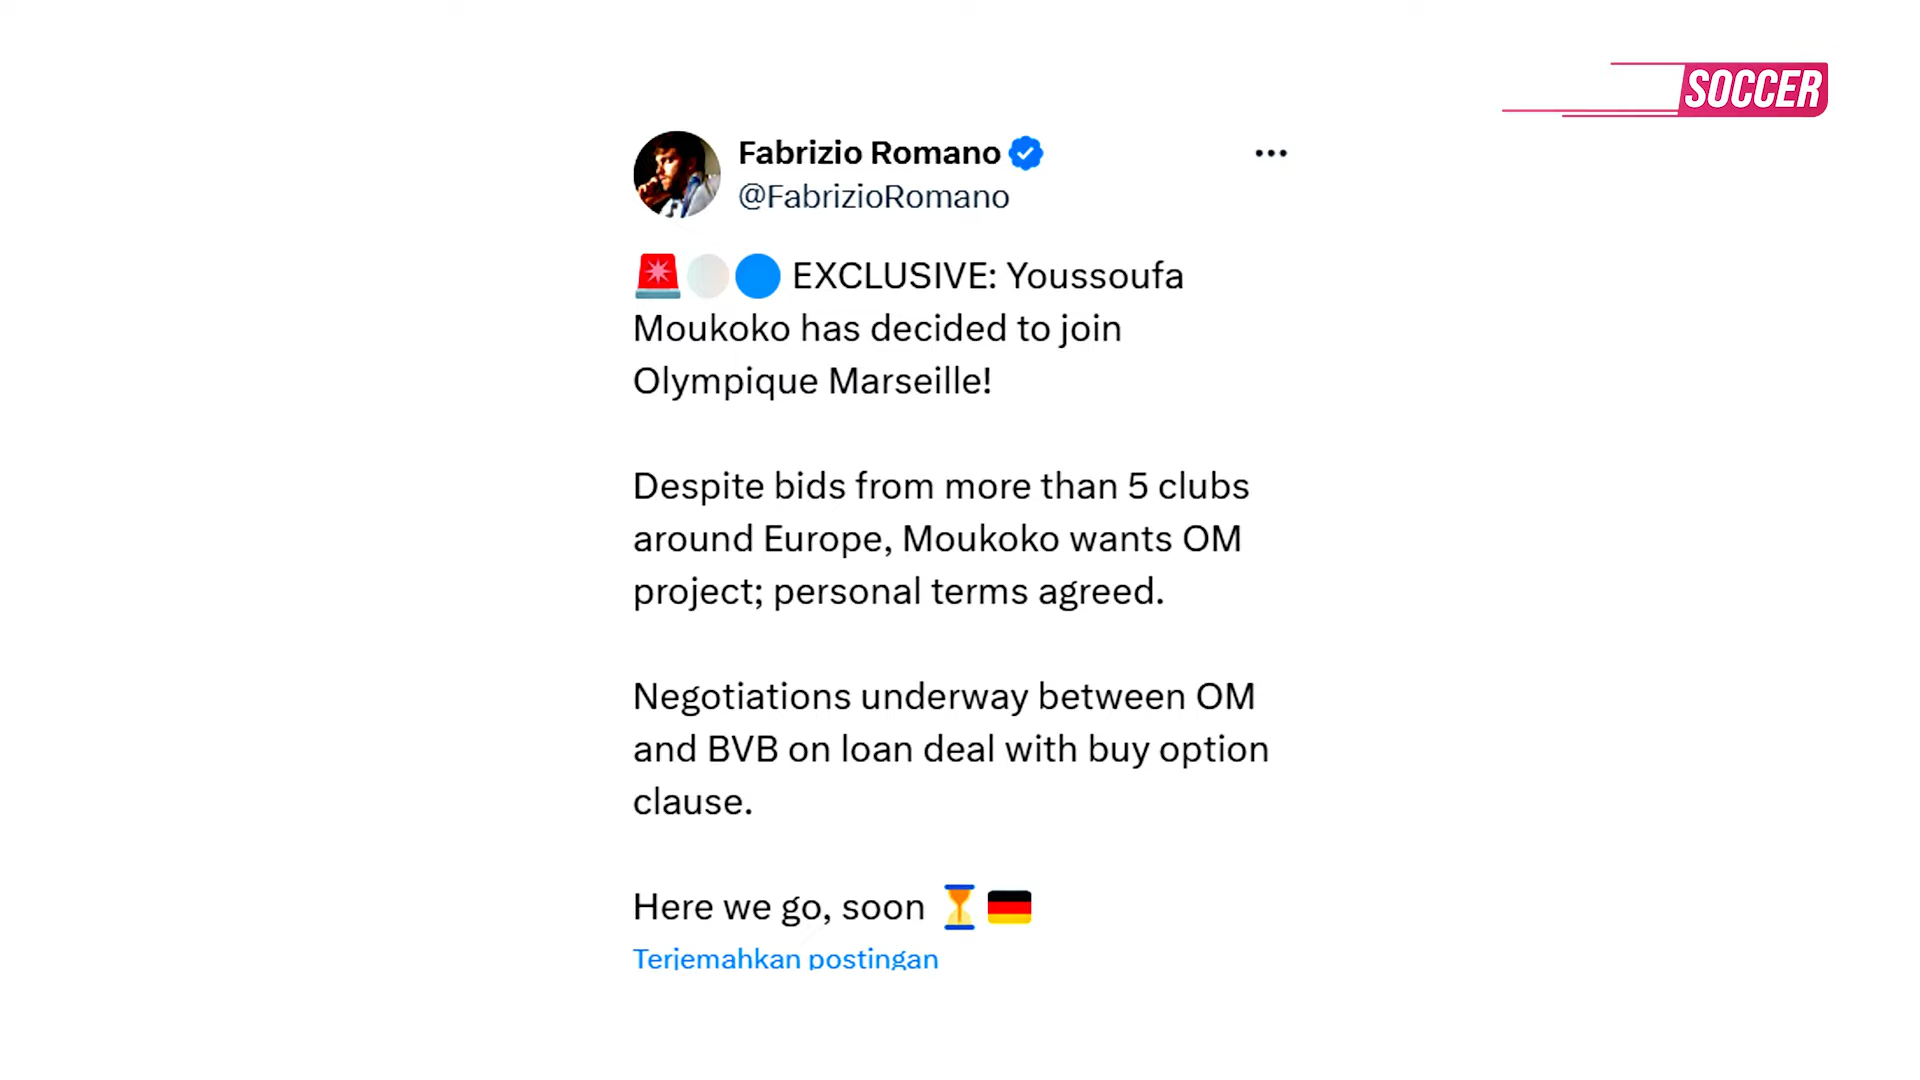 SOCCER
Fabrizio Romano
@FabrizioRomano
EXCLUSIVE: Youssoufa
Moukoko has decided to join
Olympique Marseille!
Despite bids from more than 5 clubs
around Europe, Moukoko wants OM
project; personal terms agreed.
Negotiations underway between OM
and BVB on loan deal with buy option
clause.
Here we go, soon
Terjemahkan postingan